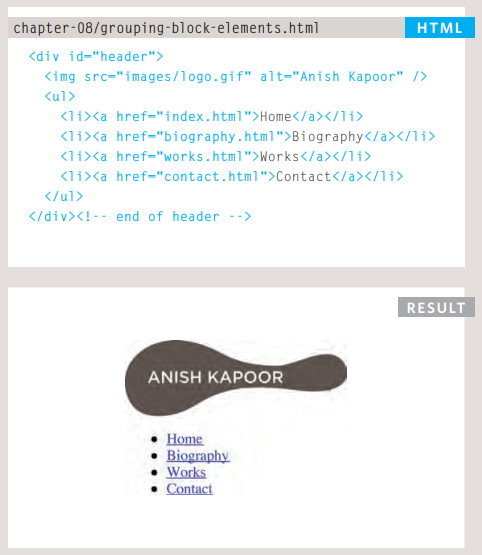 chapter-08/grouping-block-elements.html HTML
<div id="header">
<img src="images/logo.gif" alt="Anish Kapoor" />
<ul>
<li><a href="index.html">Home</a></li>
<li><a href="biography.html">Biography</a></li>
<li><a href="works.html">Works</a></li>
<li><a href="contact.html">Contact</a></li>
</ul>
</div><!-- end of header -->
RESULT
ANISH KAPOOR
• Home
• Biography
• Works
• Contact